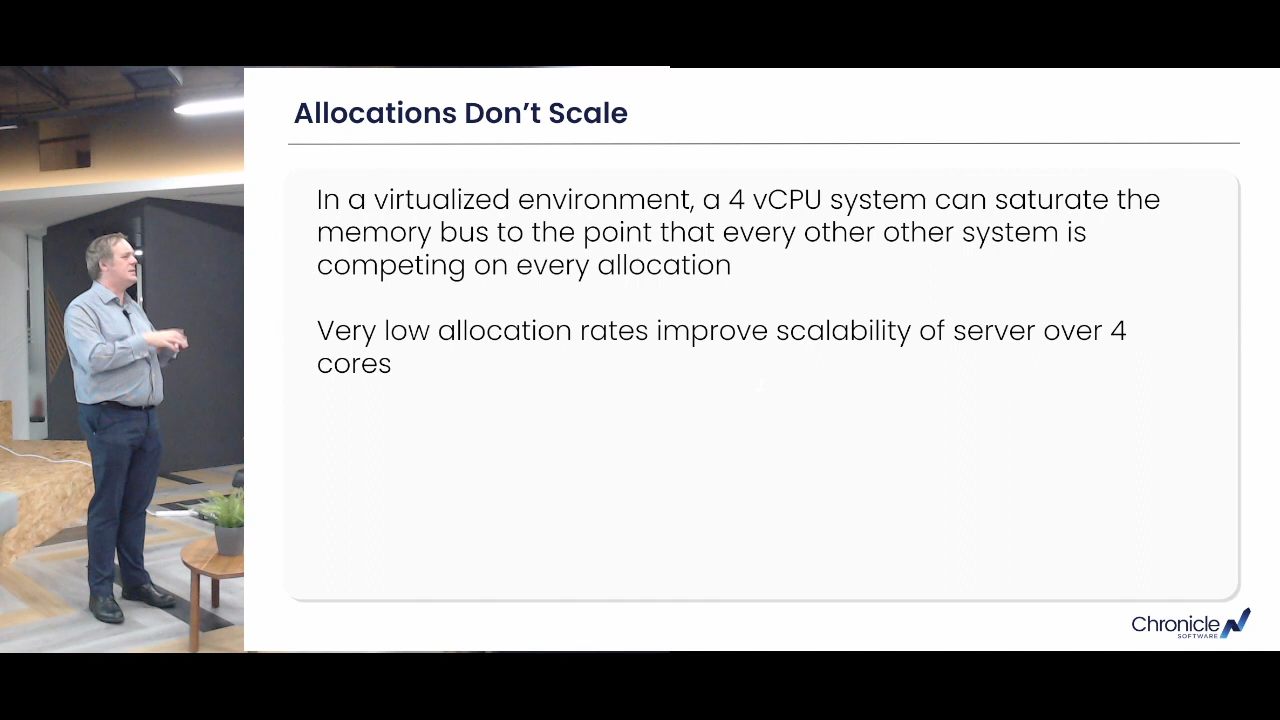 Allocations Don't Scale
In a virtualized environment, a 4 vCPU system can saturate the
memory bus to the point that every other other system is
competing on every allocation
Very low allocation rates improve scalability of server over 4
cores
Chronicle
SOFTWARE